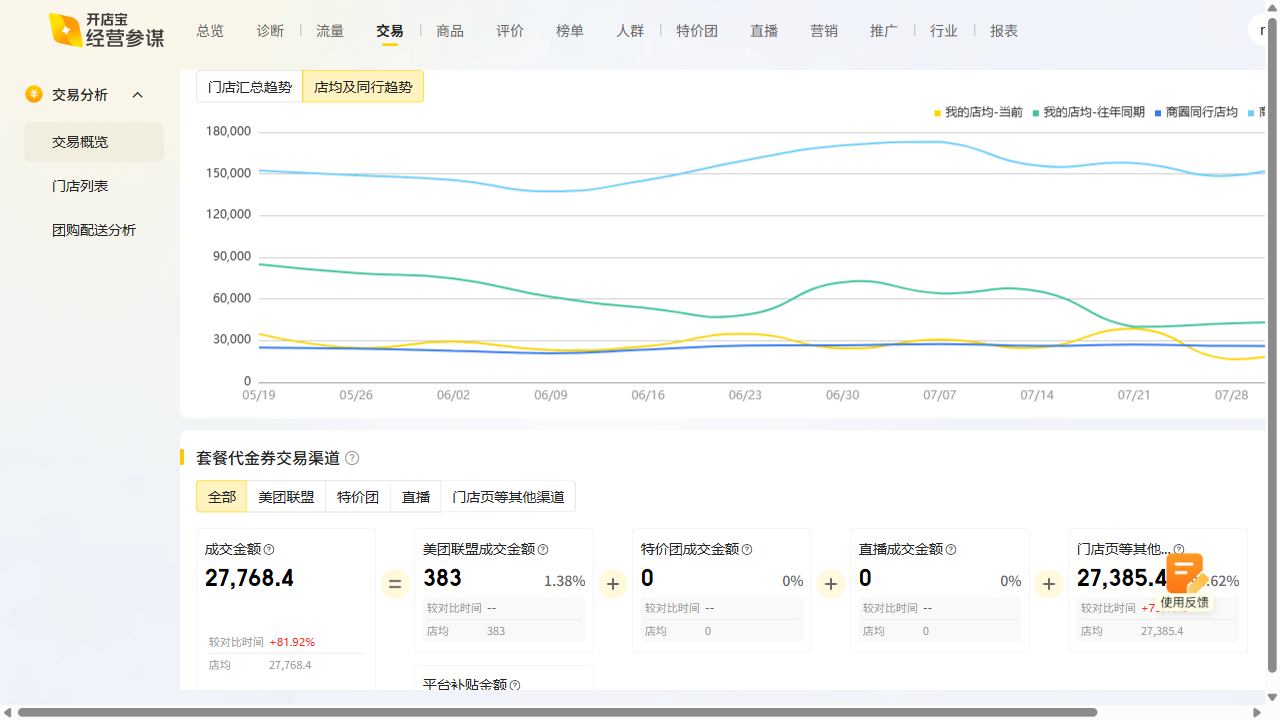 开店宝
经营参谋
总览 诊断 流量 交易 商品 评价 榜单 人群 特价团 直播 营销 推广 行业 报表
交易分析
交易概览
门店列表
团购配送分析
门店汇总趋势 店均及同行趋势
我的店均-当前 我的店均-往年同期 商圈同行店均
180,000
150,000
120,000
90,000
60,000
30,000
0
05/19 05/26 06/02 06/09 06/16 06/23 06/30 07/07 07/14 07/21 07/28
套餐代金券交易渠道
全部 美团联盟 特价团 直播 门店页等其他渠道
成交金额
27,768.4
较对比时间 +81.92%
店均 27,768.4
=
美团联盟成交金额
383 1.38%
较对比时间 --
店均 383
+
特价团成交金额
0 0%
较对比时间 --
店均 0
+
直播成交金额
0 0%
较对比时间 --
店均 0
+
门店页等其他...
27,385.4 .62%
较对比时间
店均 27,385.4
使用反馈
平台补贴金额